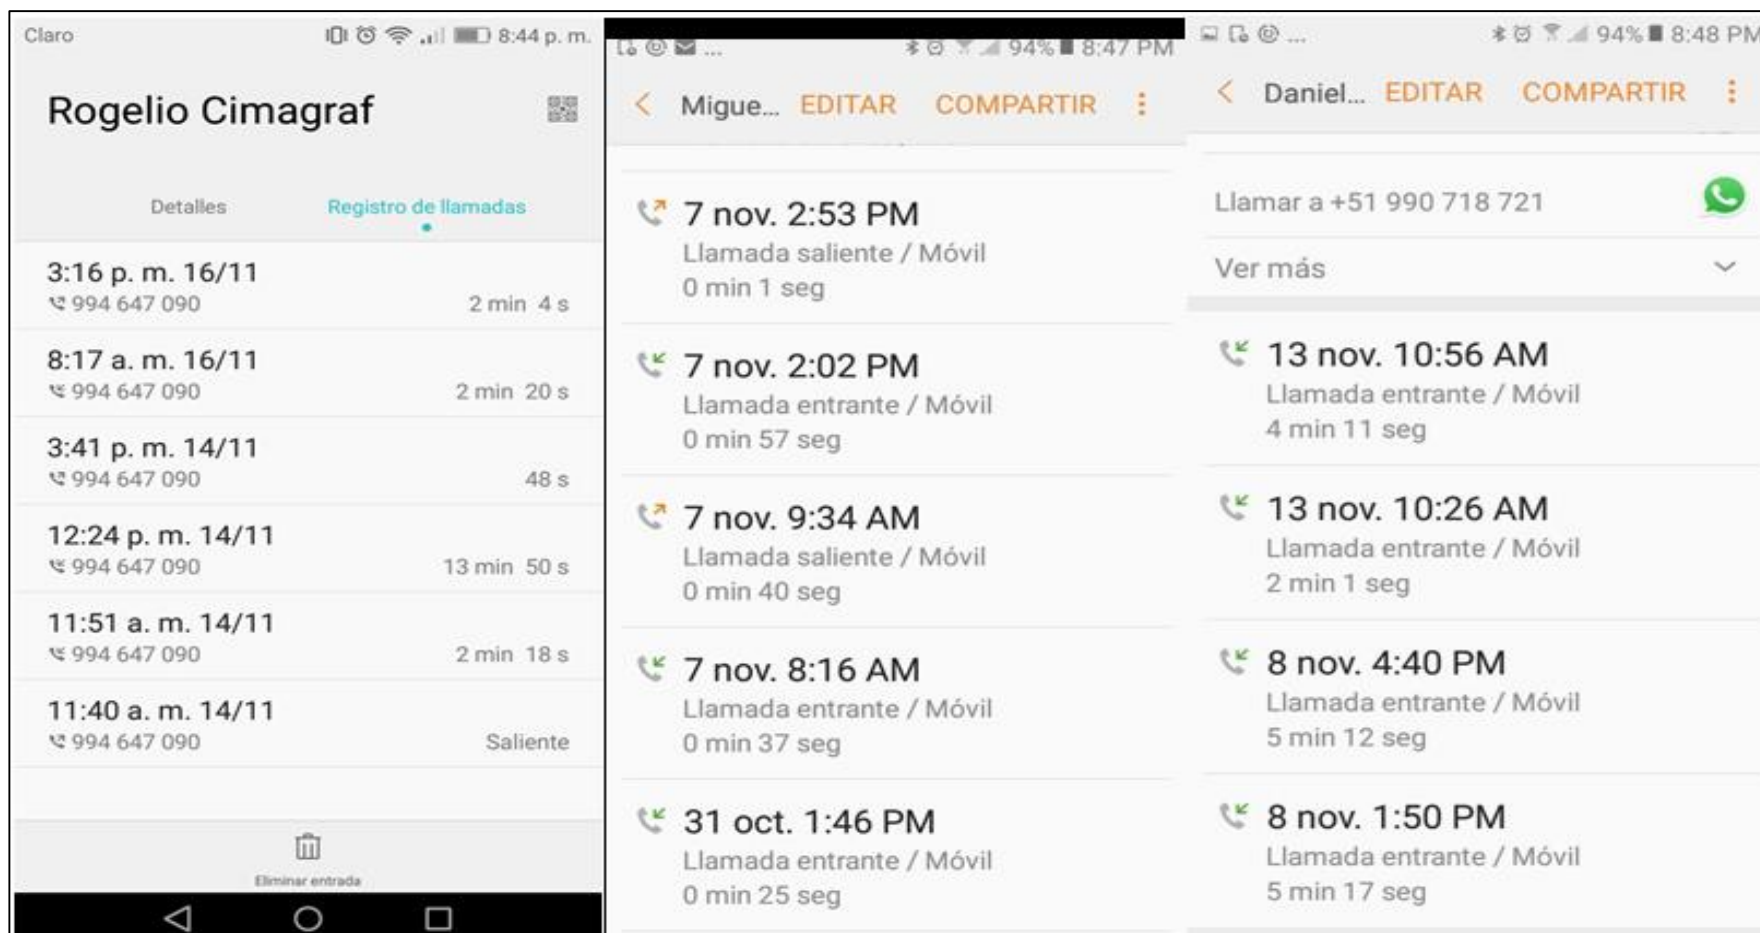 Claro
8:44 p. m.
Rogelio Cimagraf
Detalles
Registro de llamadas
3:16 p. m. 16/11
994 647 090
2 min 4 s
8:17 a. m. 16/11
994 647 090
2 min 20 s
3:41 p. m. 14/11
994 647 090
48 s
12:24 p. m. 14/11
994 647 090
13 min 50 s
11:51 a. m. 14/11
994 647 090
2 min 18 s
11:40 a. m. 14/11
994 647 090
Saliente
Eliminar entrada
... 94% 8:47 PM
Migue... EDITAR COMPARTIR
7 nov. 2:53 PM
Llamada saliente / Móvil
0 min 1 seg
7 nov. 2:02 PM
Llamada entrante / Móvil
0 min 57 seg
7 nov. 9:34 AM
Llamada saliente / Móvil
0 min 40 seg
7 nov. 8:16 AM
Llamada entrante / Móvil
0 min 37 seg
31 oct. 1:46 PM
Llamada entrante / Móvil
0 min 25 seg
... 94% 8:48 PM
Daniel... EDITAR COMPARTIR
Llamar a +51 990 718 721
Ver más
13 nov. 10:56 AM
Llamada entrante / Móvil
4 min 11 seg
13 nov. 10:26 AM
Llamada entrante / Móvil
2 min 1 seg
8 nov. 4:40 PM
Llamada entrante / Móvil
5 min 12 seg
8 nov. 1:50 PM
Llamada entrante / Móvil
5 min 17 seg